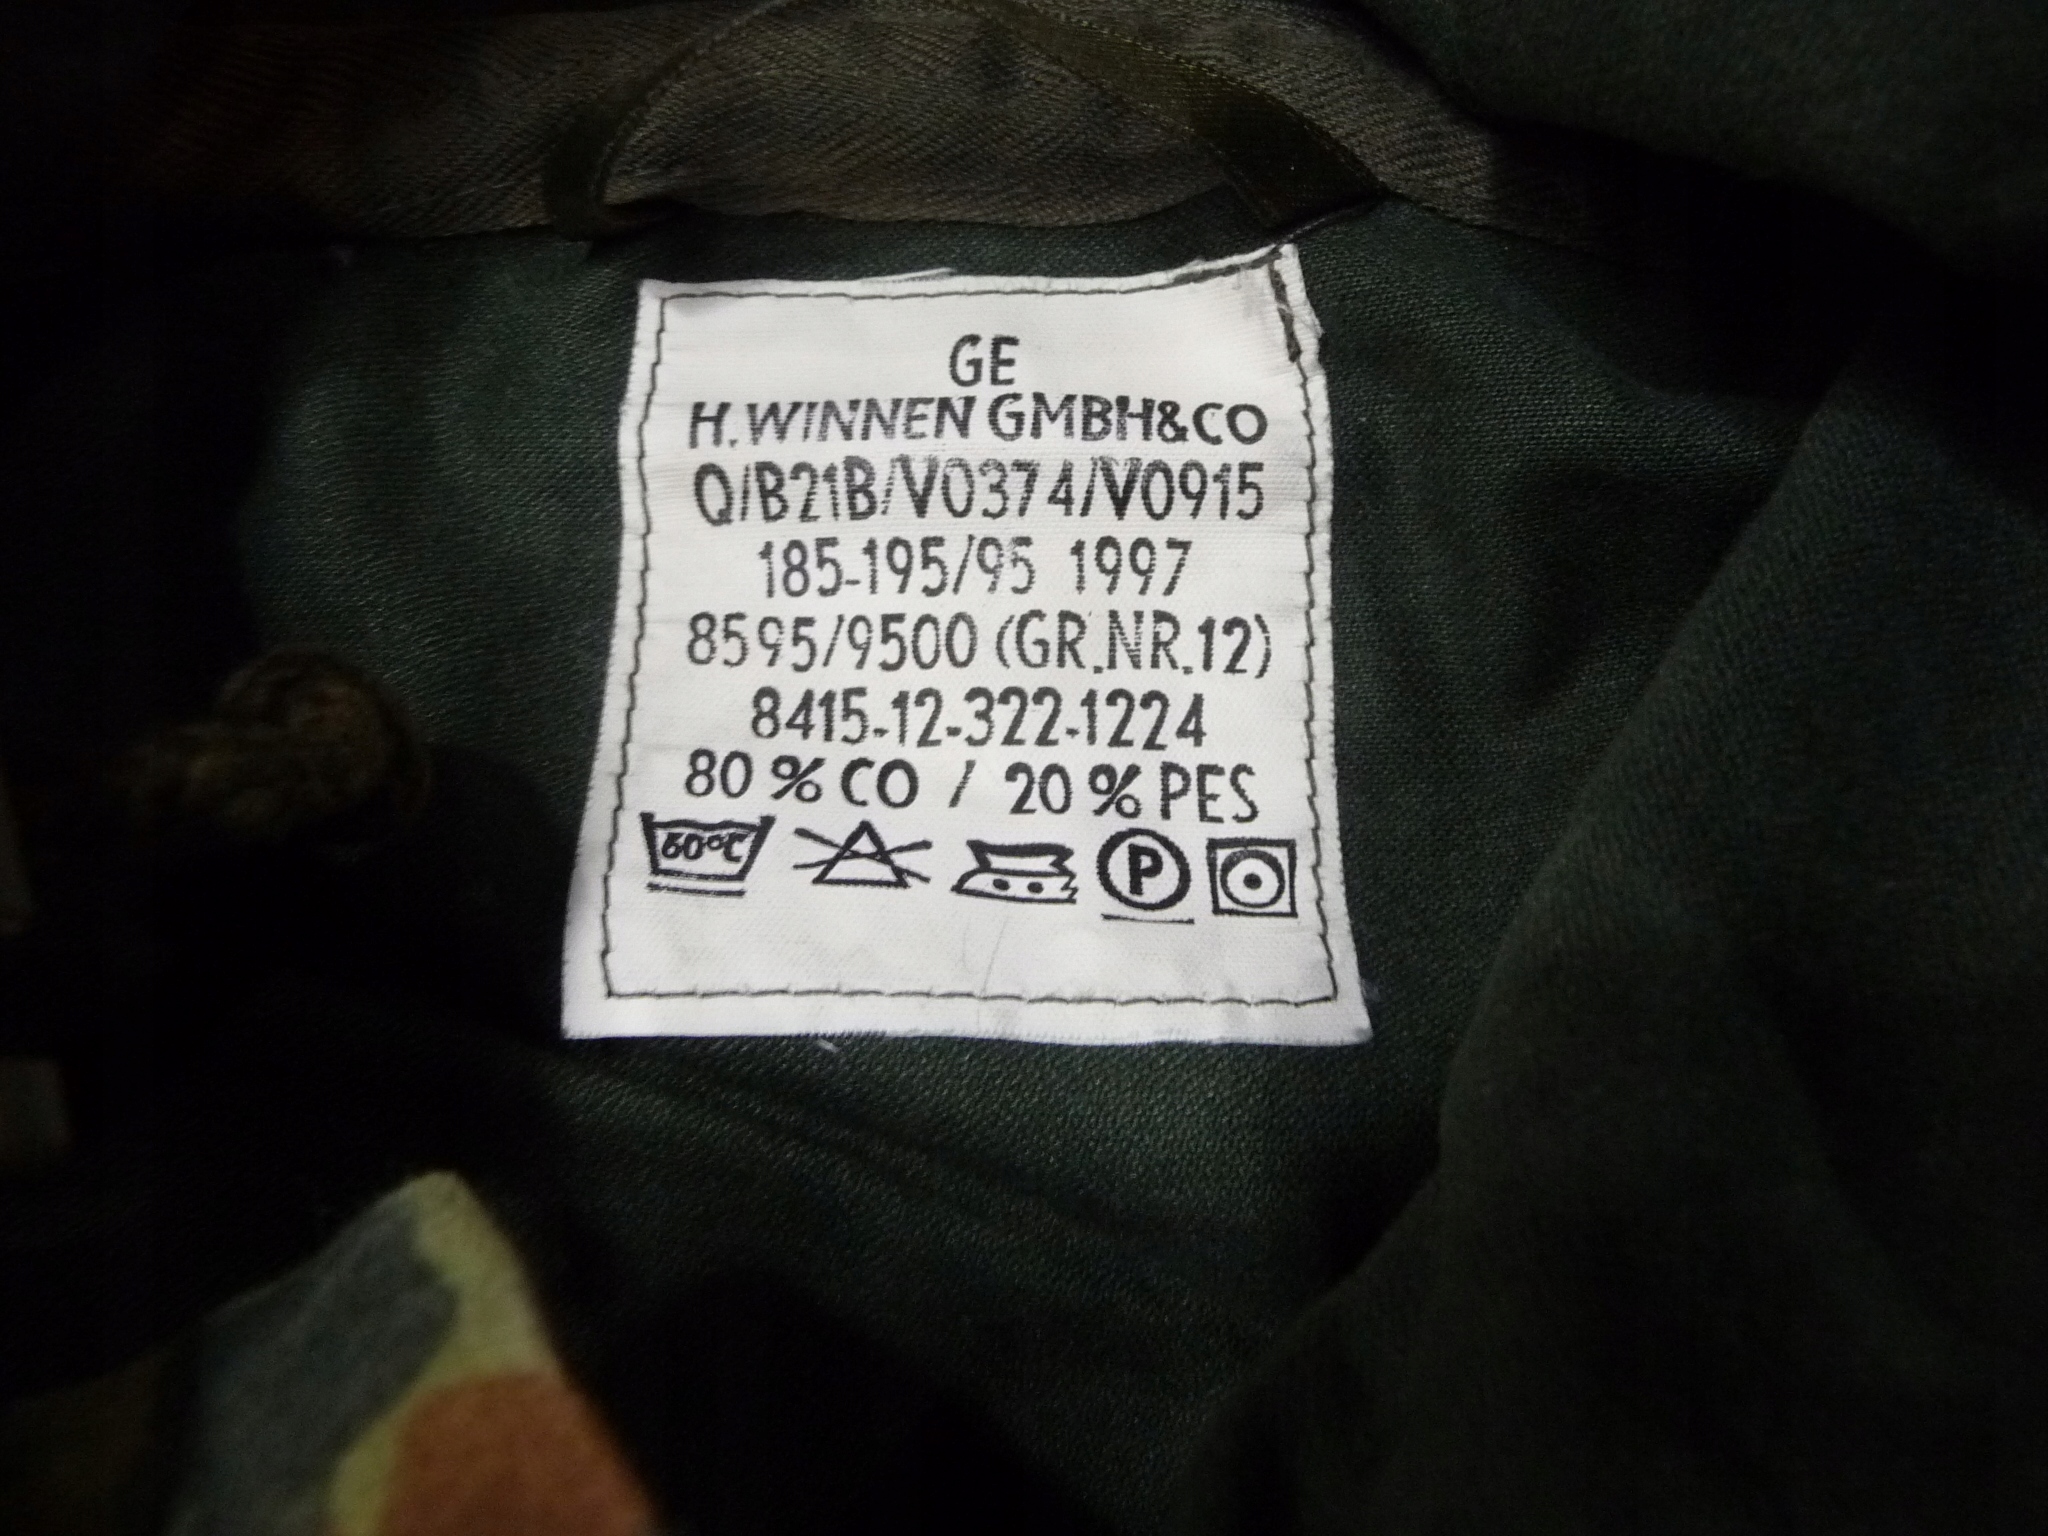 GE
H. WINNEN GMBH&CO
Q/B21B/V0374/V0915
185-195/95 1997
8595/9500 (GR.NR.12)
8415-12-322-1224
80 % CO / 20 % PES
60°C P